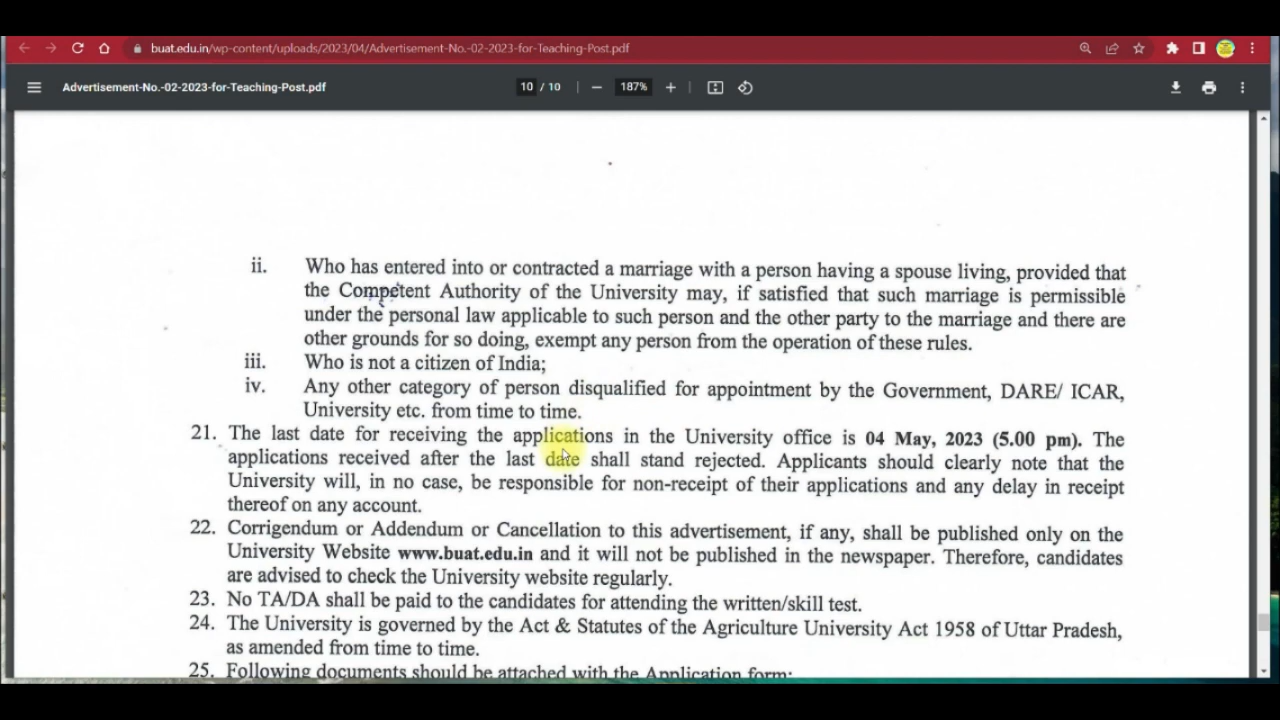 buat.edu.in/wp-content/uploads/2023/04/Advertisement-No.-02-2023-for-Teaching-Post.pdf
Advertisement-No.-02-2023-for-Teaching-Post.pdf
10 / 10
187%
ii. Who has entered into or contracted a marriage with a person having a spouse living, provided that
the Competent Authority of the University may, if satisfied that such marriage is permissible
under the personal law applicable to such person and the other party to the marriage and there are
other grounds for so doing, exempt any person from the operation of these rules.
iii. Who is not a citizen of India;
iv. Any other category of person disqualified for appointment by the Government, DARE/ ICAR,
University etc. from time to time.
21. The last date for receiving the applications in the University office is 04 May, 2023 (5.00 pm). The
applications received after the last date shall stand rejected. Applicants should clearly note that the
University will, in no case, be responsible for non-receipt of their applications and any delay in receipt
thereof on any account.
22. Corrigendum or Addendum or Cancellation to this advertisement, if any, shall be published only on the
University Website www.buat.edu.in and it will not be published in the newspaper. Therefore, candidates
are advised to check the University website regularly.
23. No TA/DA shall be paid to the candidates for attending the written/skill test.
24. The University is governed by the Act & Statutes of the Agriculture University Act 1958 of Uttar Pradesh,
as amended from time to time.
25. Following documents should be attached with the Application form: